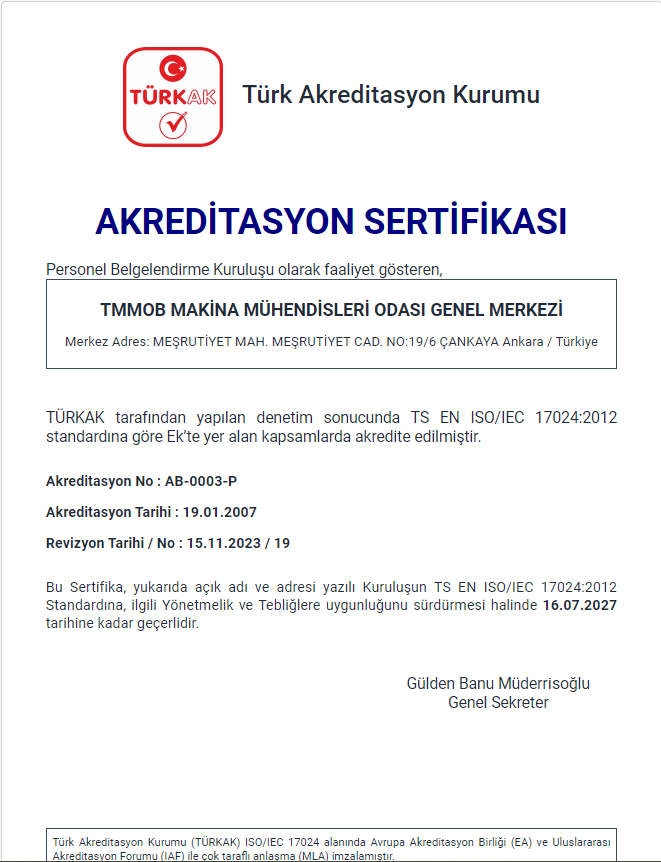 TÜRKAK
Türk Akreditasyon Kurumu
AKREDİTASYON SERTİFİKASI
Personel Belgelendirme Kuruluşu olarak faaliyet gösteren,
TMMOB MAKİNA MÜHENDİSLERİ ODASI GENEL MERKEZİ
Merkez Adres: MEŞRUTİYET MAH. MEŞRUTİYET CAD. NO:19/6 ÇANKAYA Ankara / Türkiye
TÜRKAK tarafından yapılan denetim sonucunda TS EN ISO/IEC 17024:2012
standardına göre Ek’te yer alan kapsamlarda akredite edilmiştir.
Akreditasyon No : AB-0003-P
Akreditasyon Tarihi : 19.01.2007
Revizyon Tarihi / No : 15.11.2023 / 19
Bu Sertifika, yukarıda açık adı ve adresi yazılı Kuruluşun TS EN ISO/IEC 17024:2012
Standardına, ilgili Yönetmelik ve Tebliğlere uygunluğunu sürdürmesi halinde 16.07.2027
tarihine kadar geçerlidir.
Gülden Banu Müderrisoğlu
Genel Sekreter
Türk Akreditasyon Kurumu (TÜRKAK) ISO/IEC 17024 alanında Avrupa Akreditasyon Birliği (EA) ve Uluslararası
Akreditasyon Forumu (IAF) ile çok taraflı anlaşma (MLA) imzalamıştır.